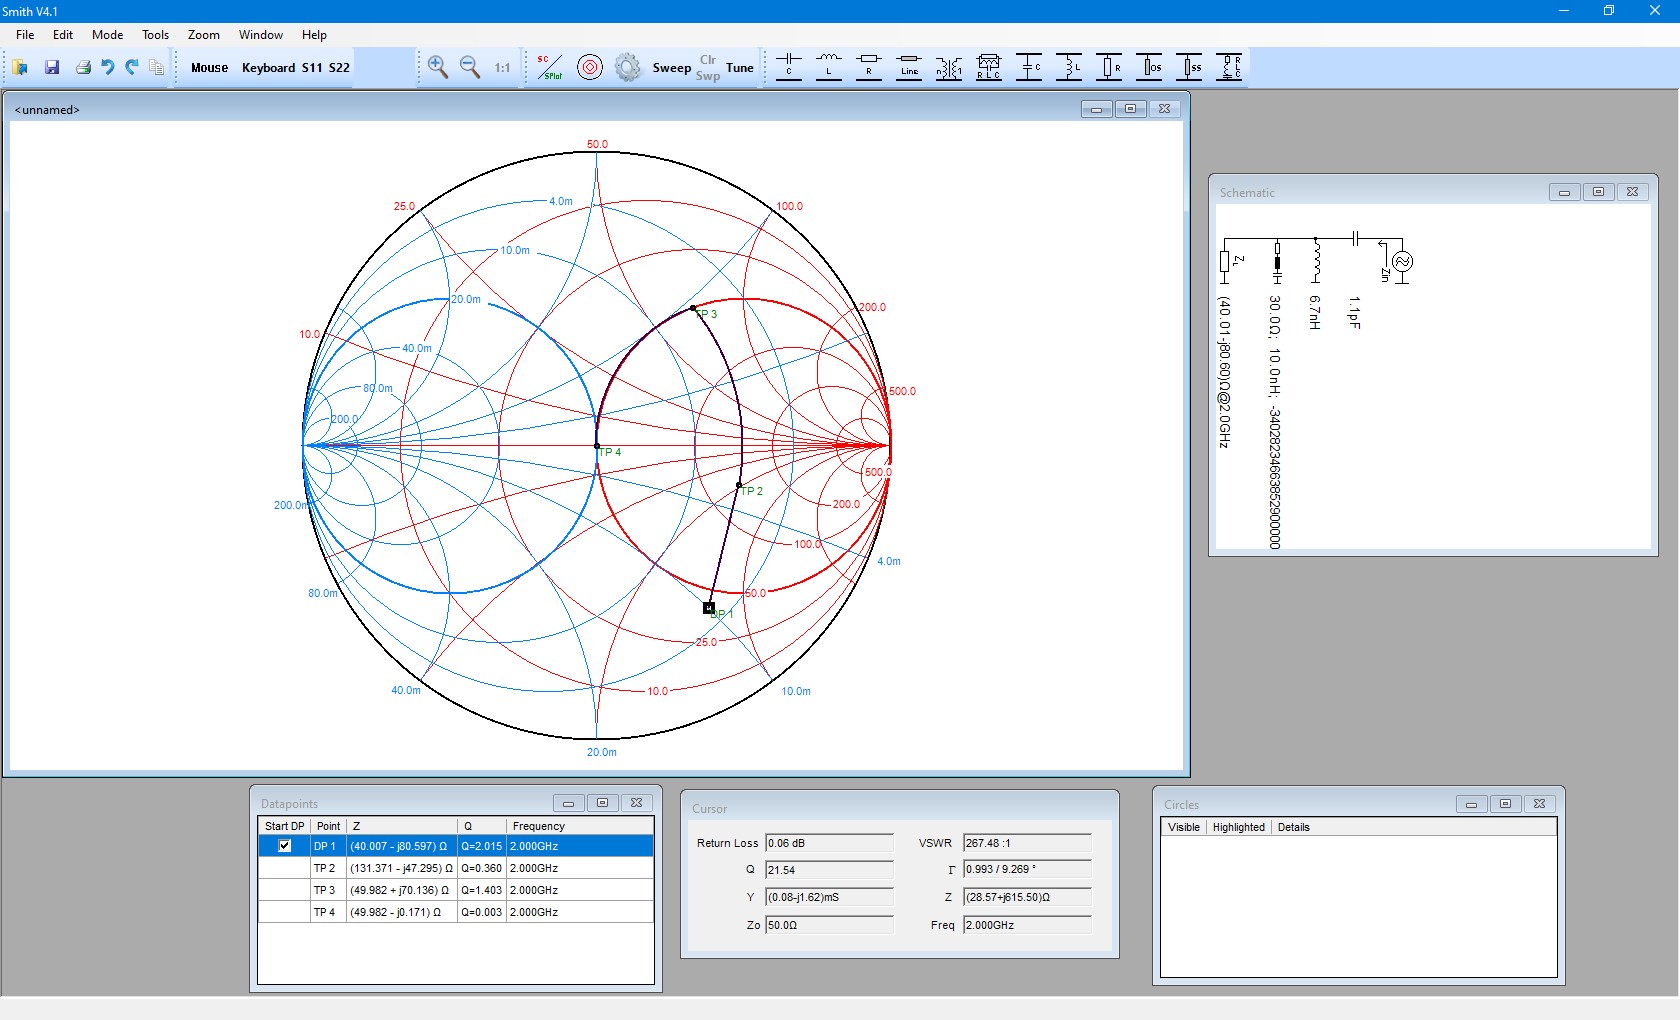 Smith V4.1
File Edit Mode Tools Zoom Window Help
Mouse Keyboard S11 S22 1:1 SC SPlot Sweep Clr Swp Tune C L R Line n 1 R L C C L R OS SS R L C
<unnamed>
50.0
25.0 4.0m 100.0
10.0m
20.0m 200.0
10.0 40.0m
80.0m 500.0
200.0
TP 3
TP 4
500.0
TP 2
200.0m 200.0
100.0
4.0m
80.0m 50.0
DP 1
25.0
40.0m 10.0 10.0m
20.0m
Schematic
ZL
Zin
(40.01-j80.60)Ω@2.0GHz
30.0Ω; 10.0nH; -34028234663852900000
6.7nH
1.1pF
Datapoints
Start DP Point Z Q Frequency
DP 1 (40.007 - j80.597) Ω Q=2.015 2.000GHz
TP 2 (131.371 - j47.295) Ω Q=0.360 2.000GHz
TP 3 (49.982 + j70.136) Ω Q=1.403 2.000GHz
TP 4 (49.982 - j0.171) Ω Q=0.003 2.000GHz
Cursor
Return Loss 0.06 dB VSWR 267.48 :1
Q 21.54 Γ 0.993 / 9.269 °
Y (0.08-j1.62)mS Z (28.57+j615.50)Ω
Zo 50.0Ω Freq 2.000GHz
Circles
Visible Highlighted Details